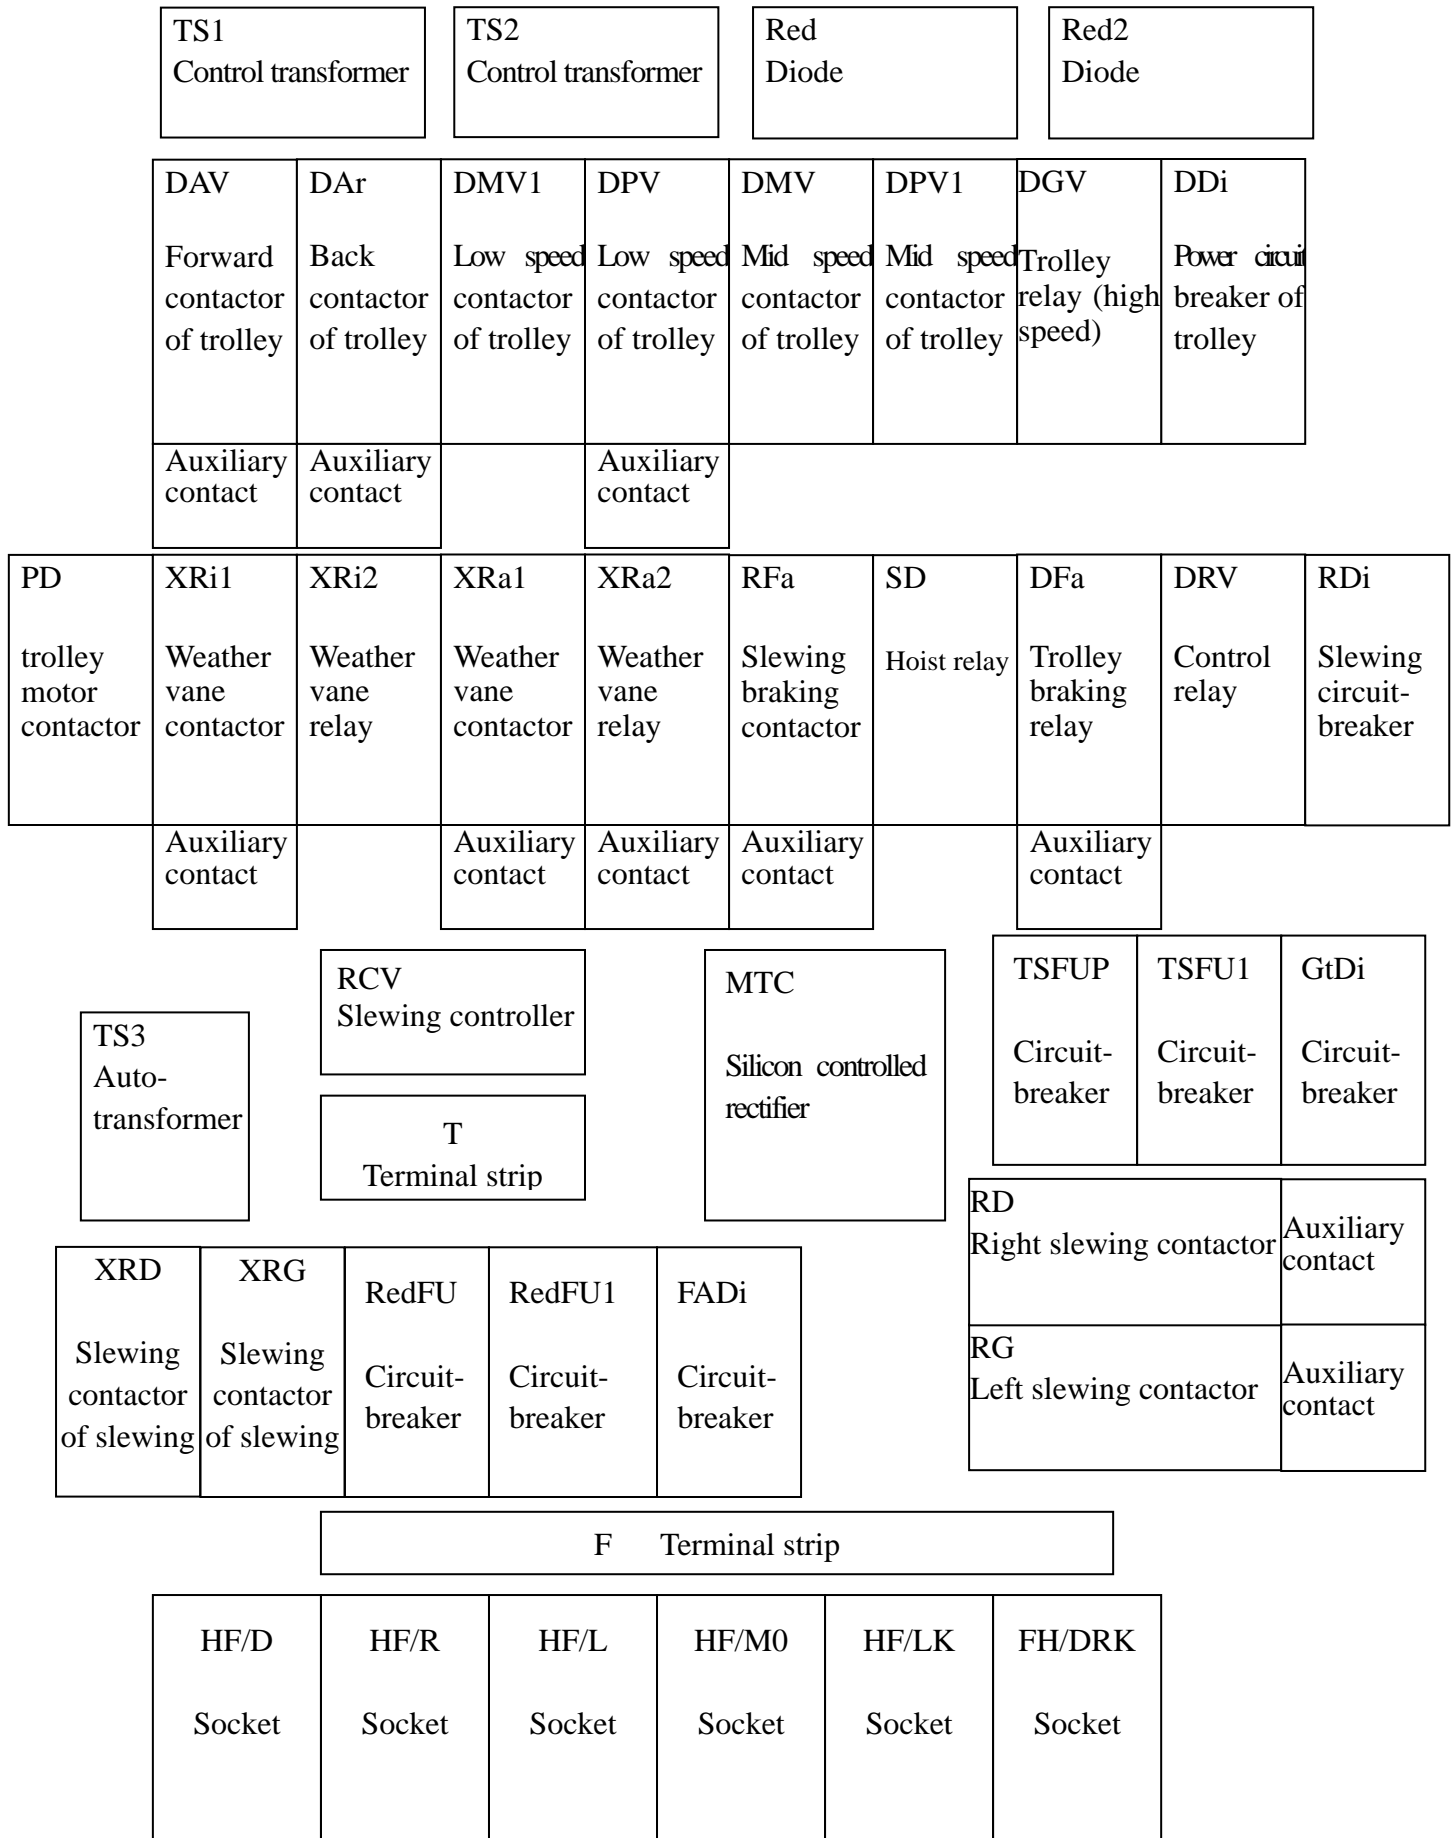 TS1
Control transformer
TS2
Control transformer
Red
Diode
Red2
Diode
DAV
Forward
contactor
of trolley
DAr
Back
contactor
of trolley
DMV1
Low speed
contactor
of trolley
DPV
Low speed
contactor
of trolley
DMV
Mid speed
contactor
of trolley
DPV1
Mid speed
contactor
of trolley
DGV
Trolley
relay (high
speed)
DDi
Power circuit
breaker of
trolley
Auxiliary
contact
Auxiliary
contact
Auxiliary
contact
PD
trolley
motor
contactor
XRi1
Weather
vane
contactor
XRi2
Weather
vane
relay
XRa1
Weather
vane
contactor
XRa2
Weather
vane
relay
RFa
Slewing
braking
contactor
SD
Hoist relay
DFa
Trolley
braking
relay
DRV
Control
relay
RDi
Slewing
circuit-
breaker
Auxiliary
contact
Auxiliary
contact
Auxiliary
contact
Auxiliary
contact
Auxiliary
contact
TS3
Auto-
transformer
RCV
Slewing controller
T
Terminal strip
MTC
Silicon controlled
rectifier
TSFUP
Circuit-
breaker
TSFU1
Circuit-
breaker
GtDi
Circuit-
breaker
RD
Right slewing contactor
Auxiliary
contact
RG
Left slewing contactor
Auxiliary
contact
XRD
Slewing
contactor
of slewing
XRG
Slewing
contactor
of slewing
RedFU
Circuit-
breaker
RedFU1
Circuit-
breaker
FADi
Circuit-
breaker
F Terminal strip
HF/D
Socket
HF/R
Socket
HF/L
Socket
HF/M0
Socket
HF/LK
Socket
FH/DRK
Socket